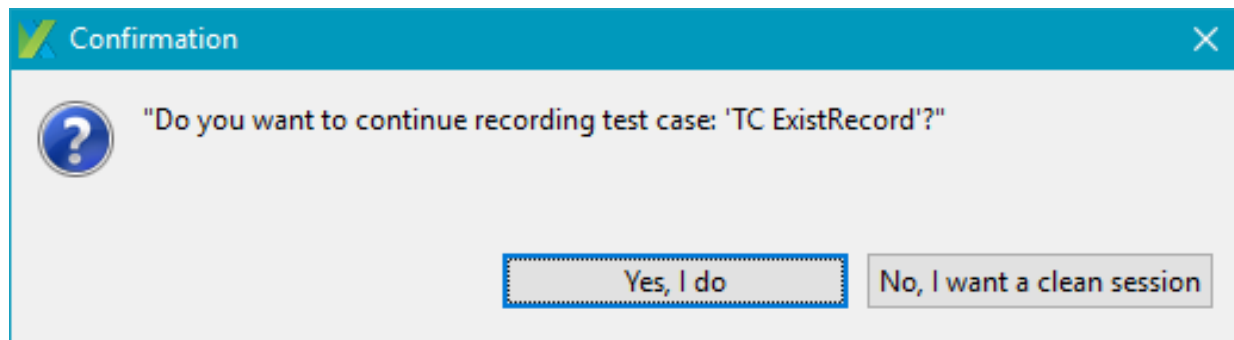 Confirmation
"Do you want to continue recording test case: 'TC ExistRecord'?"
Yes, I do
No, I want a clean session